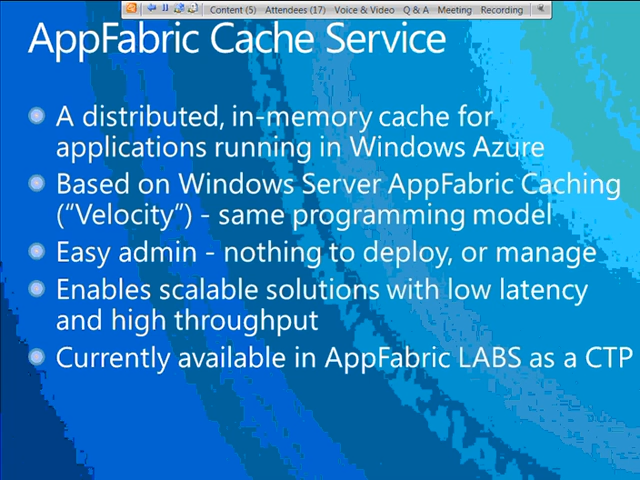 Content (5) Attendees (17) Voice & Video Q & A Meeting Recording
AppFabric Cache Service
A distributed, in-memory cache for
applications running in Windows Azure
Based on Windows Server AppFabric Caching
(“Velocity”) - same programming model
Easy admin - nothing to deploy, or manage
Enables scalable solutions with low latency
and high throughput
Currently available in AppFabric LABS as a CTP